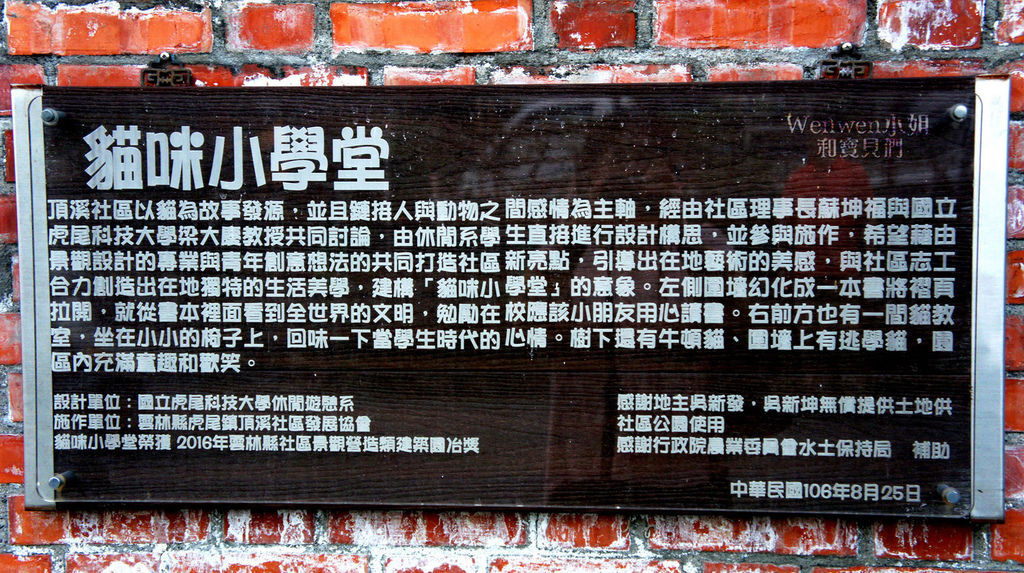 Wenwen小姐
和寶貝們
貓咪小學堂
頂溪社區以貓為故事發源，並且鏈接人與動物之間感情為主軸，經由社區理事長蘇坤福與國立
虎尾科技大學梁大慶教授共同討論，由休閒系學生直接進行設計構思，並參與施作，希望藉由
景觀設計的專業與青年創意想法的共同打造社區新亮點，引導出在地藝術的美感，與社區志工
合力創造出在地獨特的生活美學，建構「貓咪小學堂」的意象。左側圍墻幻化成一本書將裡頁
拉開，就從書本裡面看到全世界的文明，勉勵在校應該小朋友用心讀書。右前方也有一間貓教
室，坐在小小的椅子上，回味一下當學生時代的心情。樹下還有牛頓貓、圍墻上有逃學貓，園
區內充滿童趣和歡笑。
設計單位：國立虎尾科技大學休閒遊憩系
施作單位：雲林縣虎尾鎮頂溪社區發展協會
貓咪小學堂榮獲 2016年雲林縣社區景觀營造類建築園冶獎
感謝地主吳新發，吳新坤無償提供土地供
社區公園使用
感謝行政院農業委員會水土保持局 補助
中華民國106年8月25日